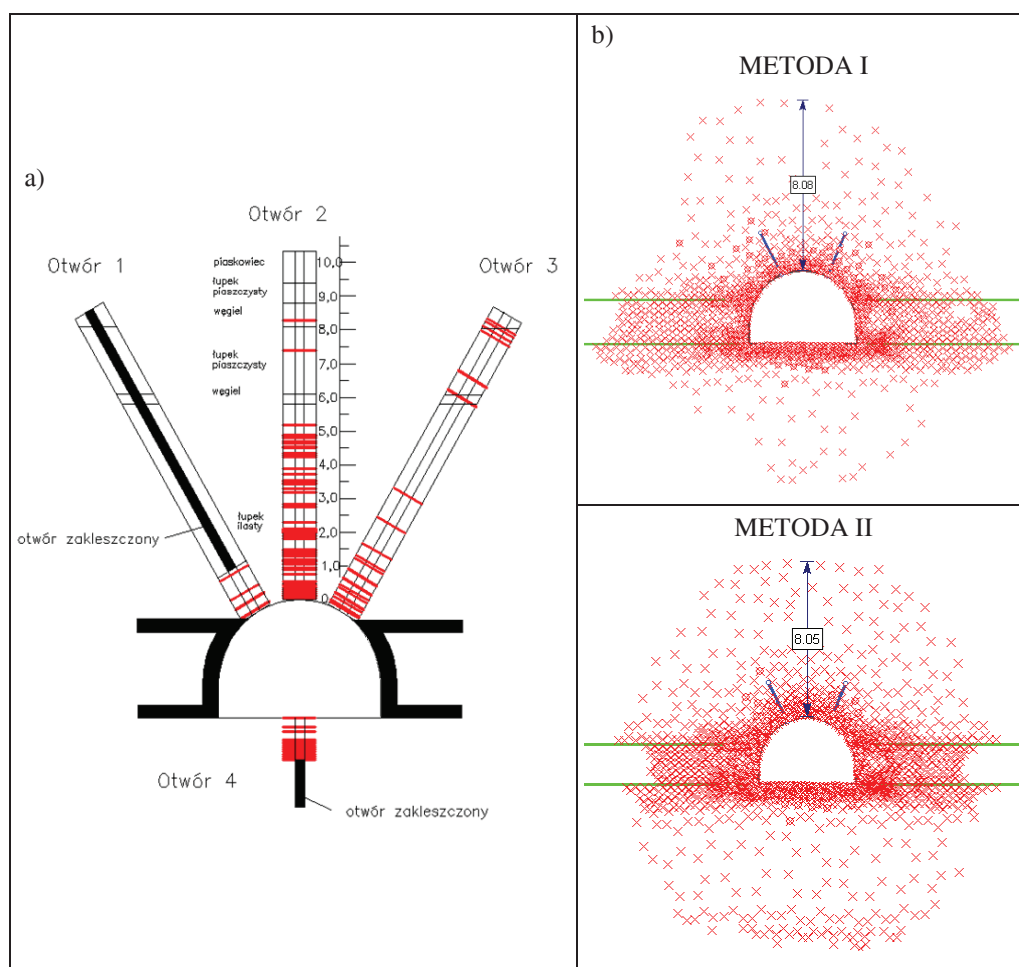 a)
Otwór 1
Otwór 2
Otwór 3
piaskowiec
łupek
piaszczysty
węgiel
łupek
piaszczysty
węgiel
łupek
ilasty
10,0
9,0
8,0
7,0
6,0
5,0
4,0
3,0
2,0
1,0
0
otwór zakleszczony
Otwór 4
otwór zakleszczony
b)
METODA I
8.08
METODA II
8.05